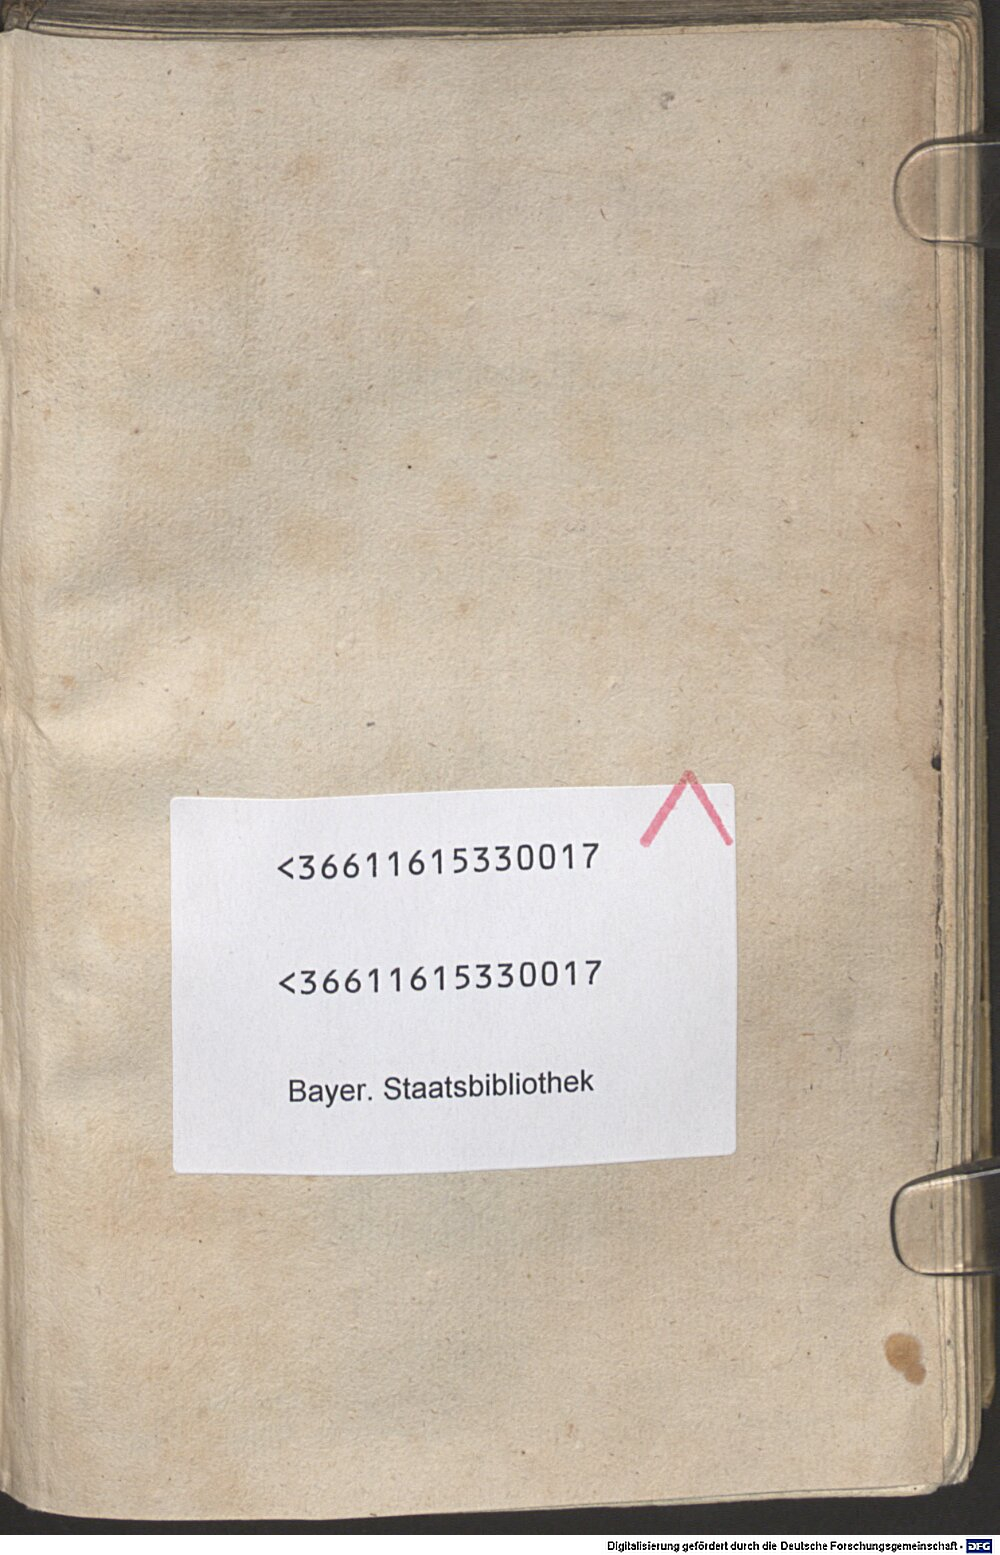 <36611615330017
<36611615330017
Bayer. Staatsbibliothek
Digitalisierung gefördert durch die Deutsche Forschungsgemeinschaft - DFG